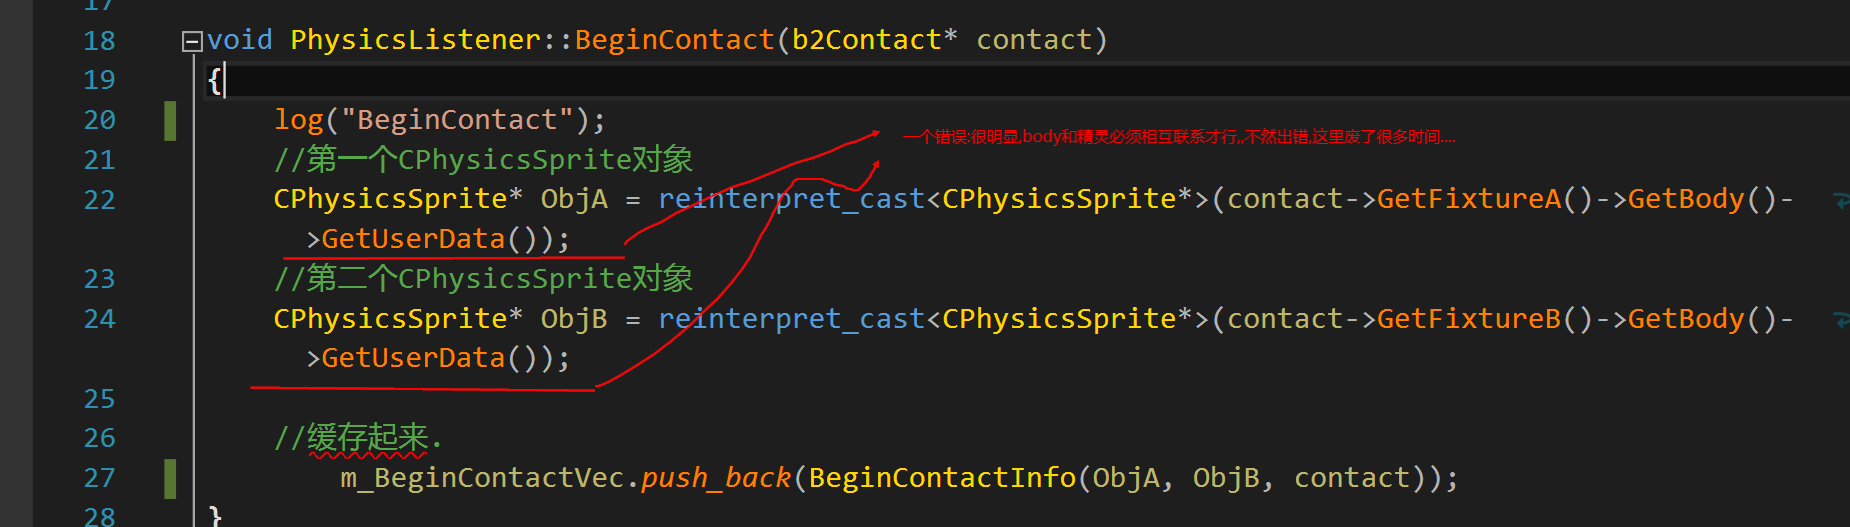 17
18 void PhysicsListener::BeginContact(b2Contact* contact)
19 {
20 log("BeginContact");
一个错误:很明显,body和精灵必须相互联系才行,,不然出错,这里废了很多时间....
21 //第一个CPhysicsSprite对象
22 CPhysicsSprite* ObjA = reinterpret_cast<CPhysicsSprite*>(contact->GetFixtureA()->GetBody()-
>GetUserData());
23 //第二个CPhysicsSprite对象
24 CPhysicsSprite* ObjB = reinterpret_cast<CPhysicsSprite*>(contact->GetFixtureB()->GetBody()-
>GetUserData());
25
26 //缓存起来.
27 m_BeginContactVec.push_back(BeginContactInfo(ObjA, ObjB, contact));
28 }